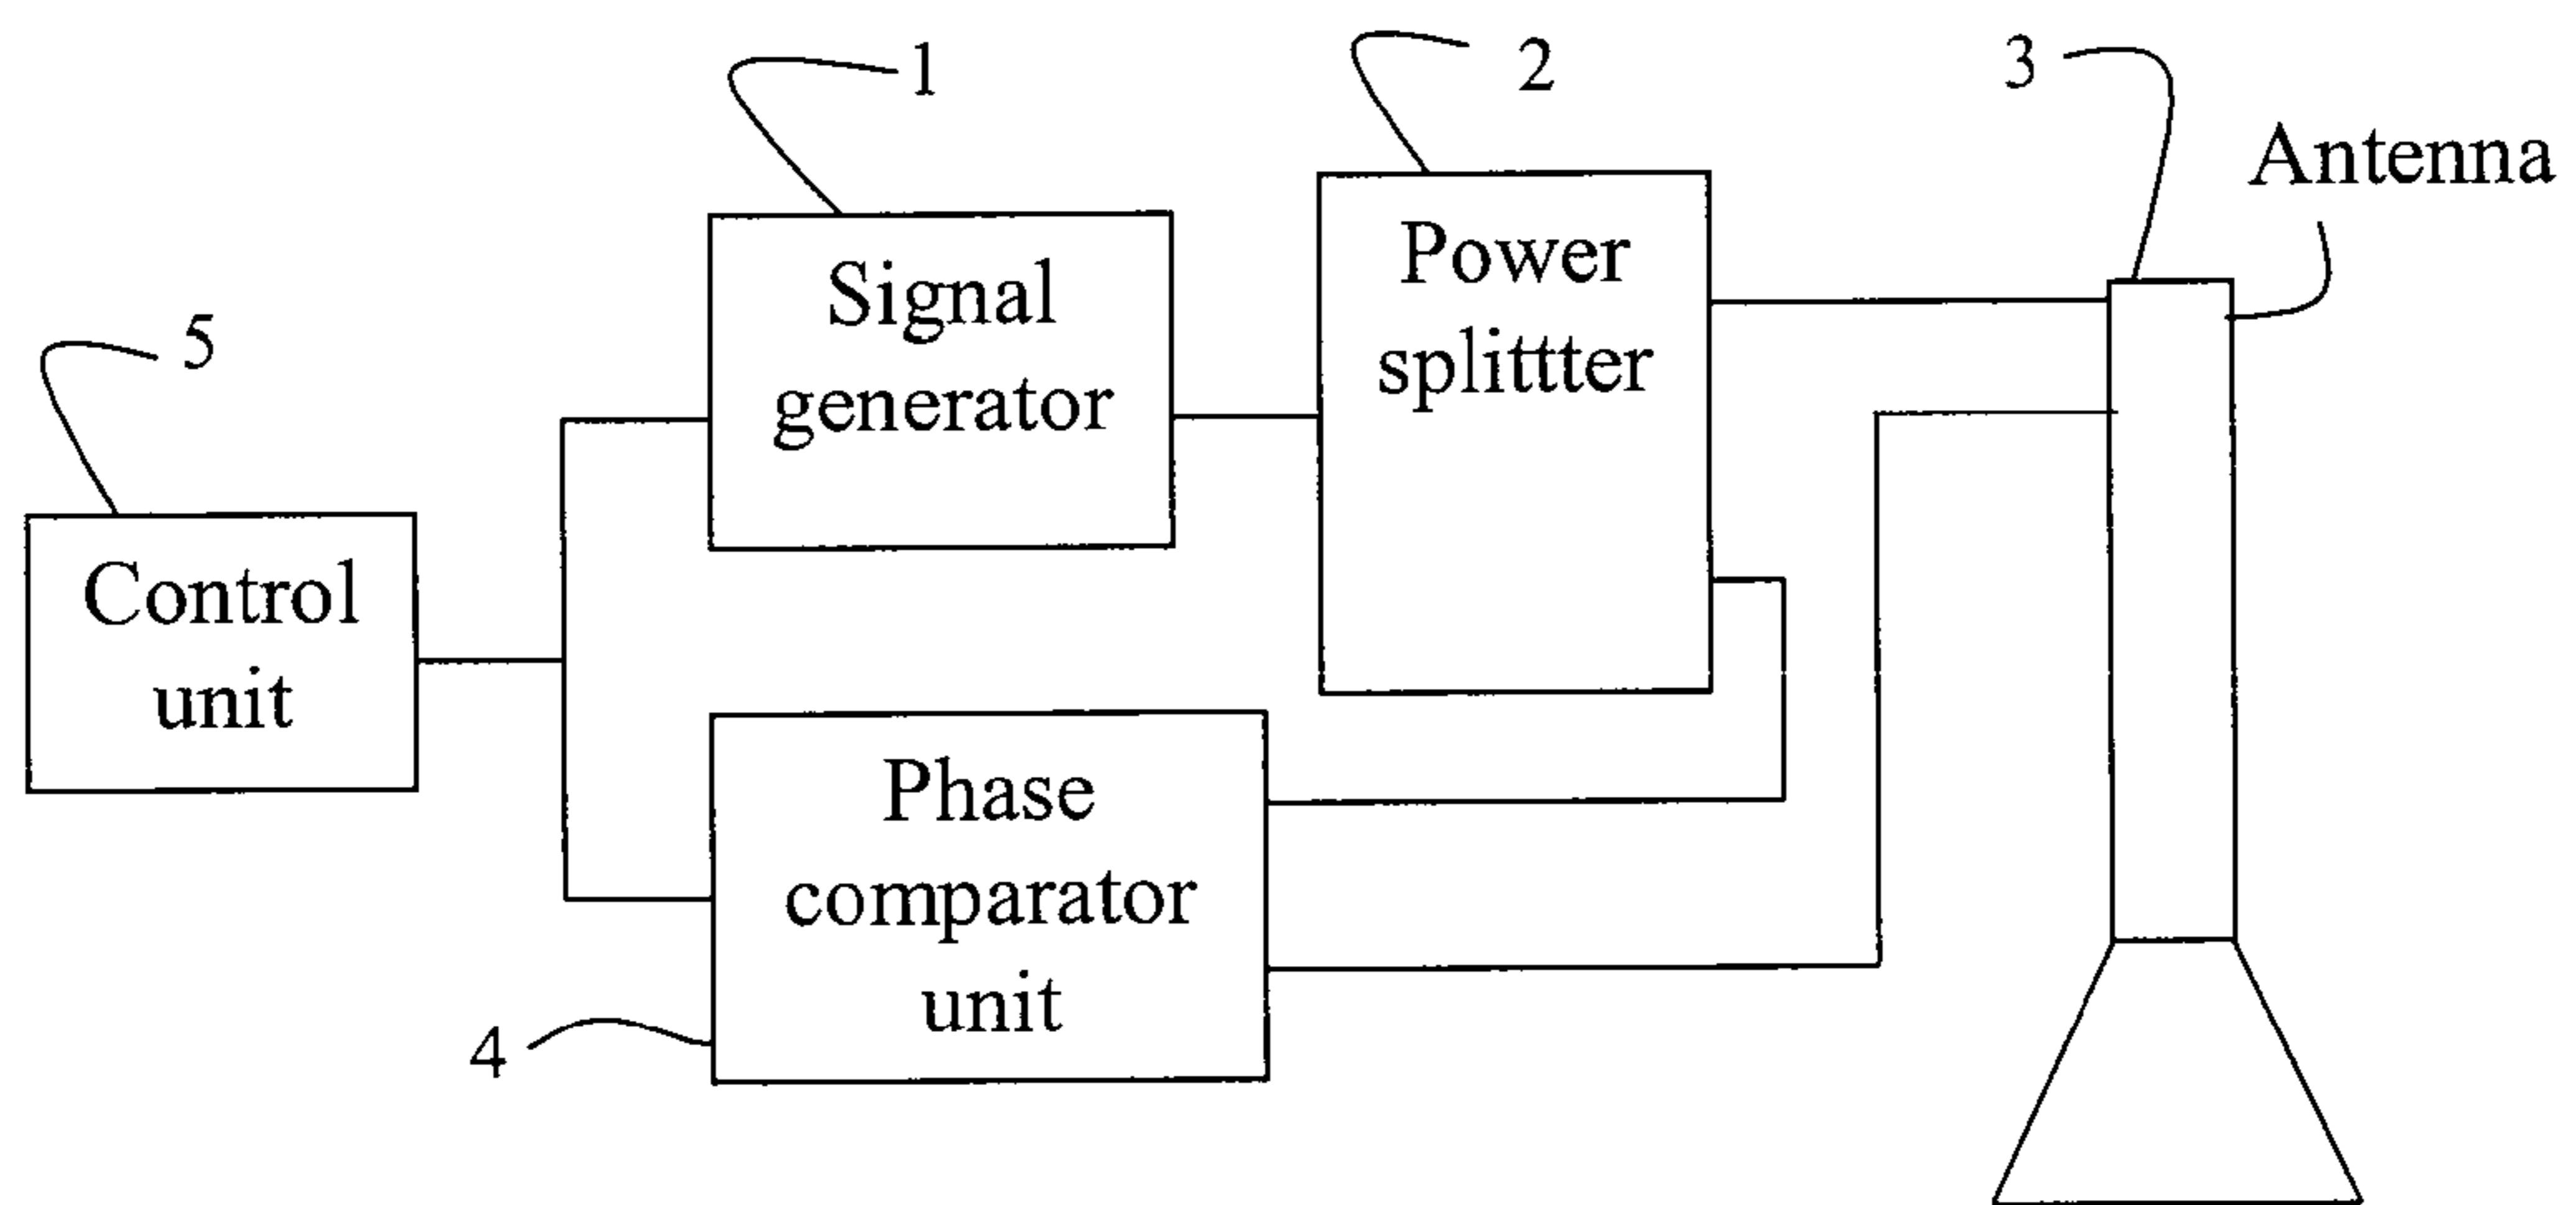 1
2
3
Antenna
Signal
generator
Power
splittter
5
Control
unit
Phase
comparator
unit
4